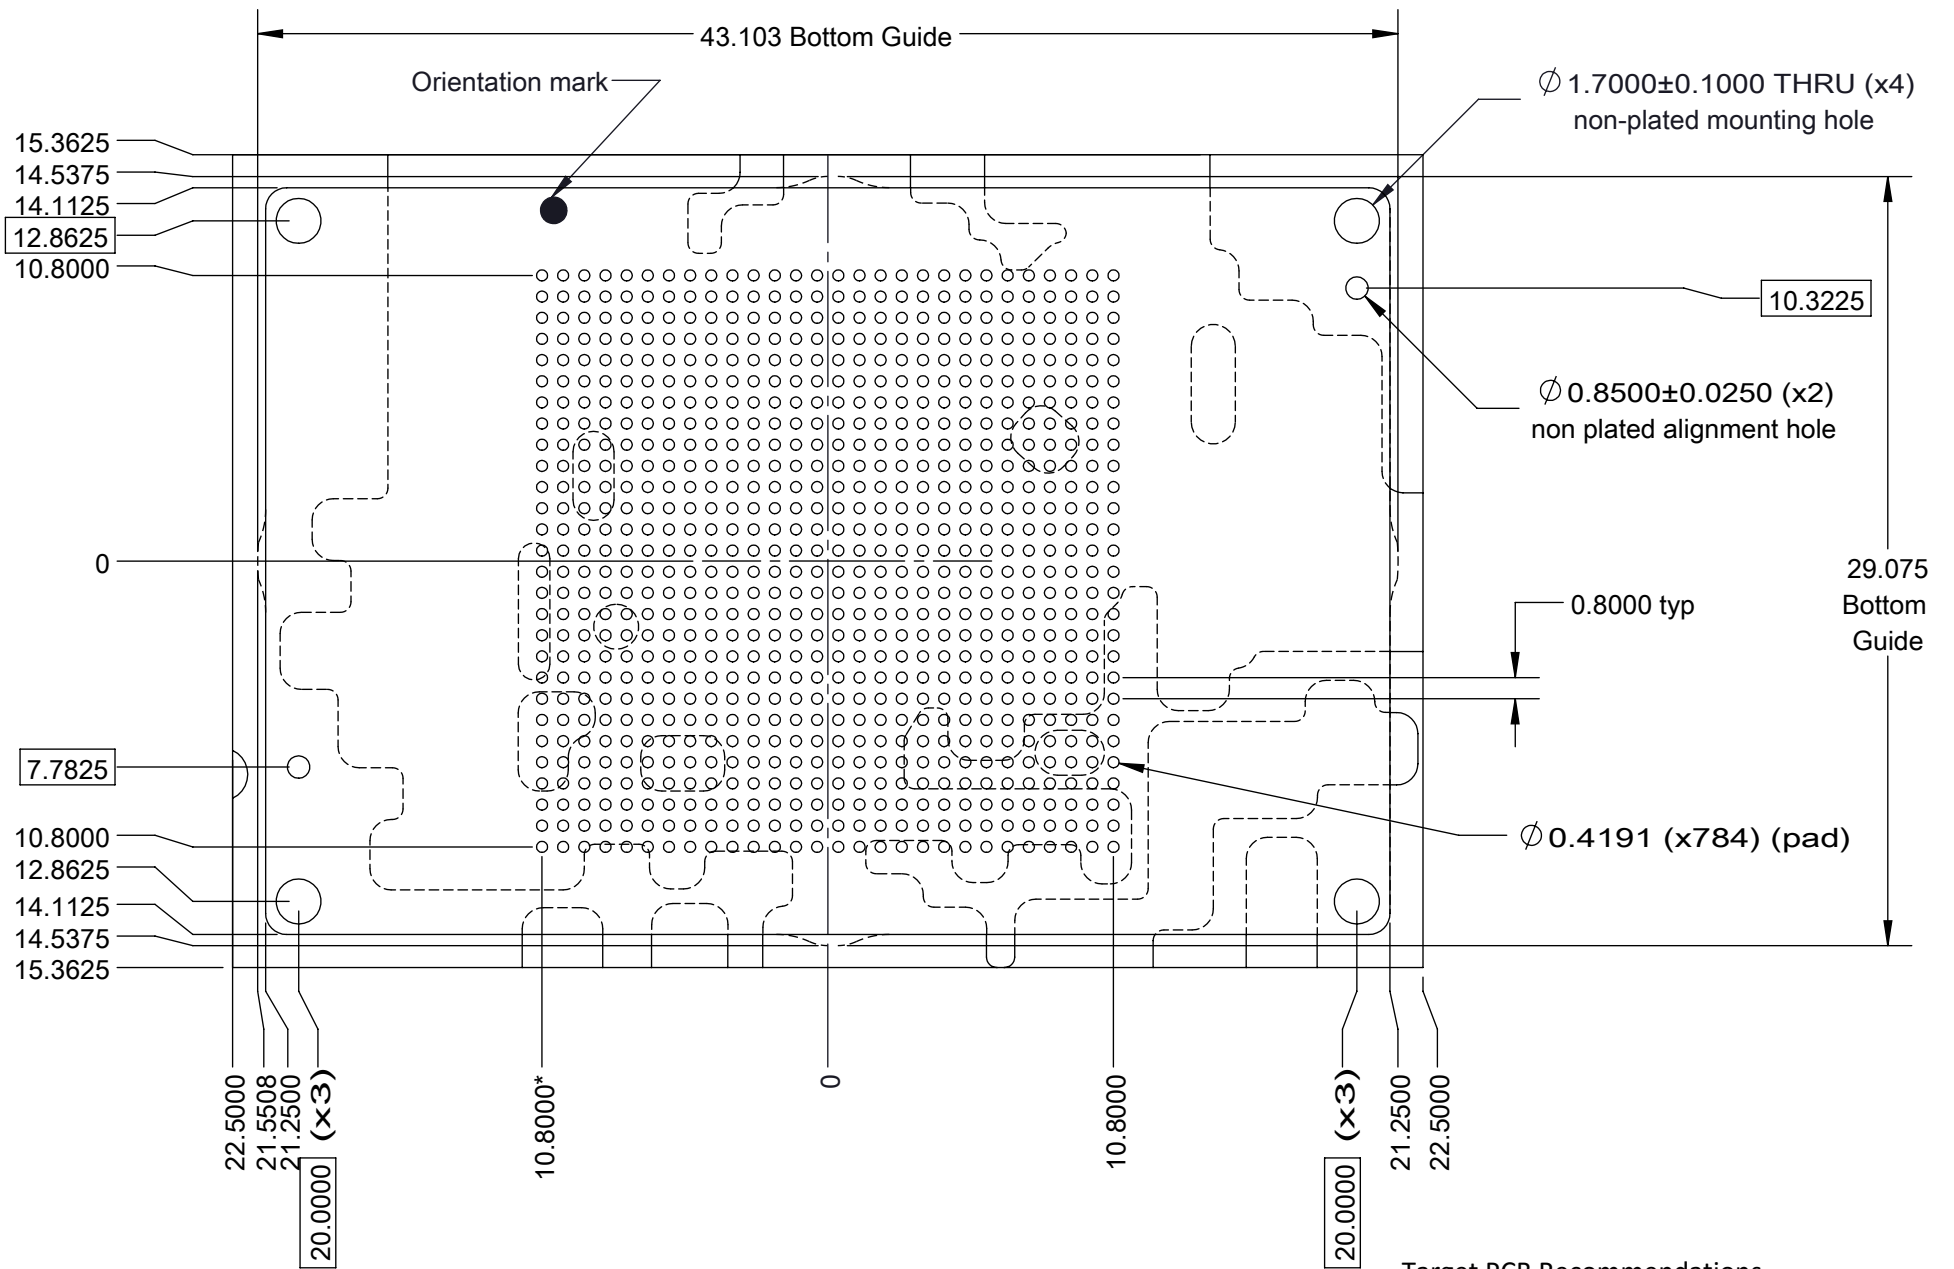 43.103 Bottom Guide
Orientation mark
∅ 1.7000±0.1000 THRU (x4)
non-plated mounting hole
15.3625
14.5375
14.1125
12.8625
10.8000
10.3225
∅ 0.8500±0.0250 (x2)
non plated alignment hole
0
29.075
Bottom
Guide
0.8000 typ
7.7825
∅ 0.4191 (x784) (pad)
10.8000
12.8625
14.1125
14.5375
15.3625
22.5000
21.5508
21.2500
20.0000 (x3)
10.8000*
0
10.8000
20.0000 (x3)
21.2500
22.5000
Target PCB Recommendations